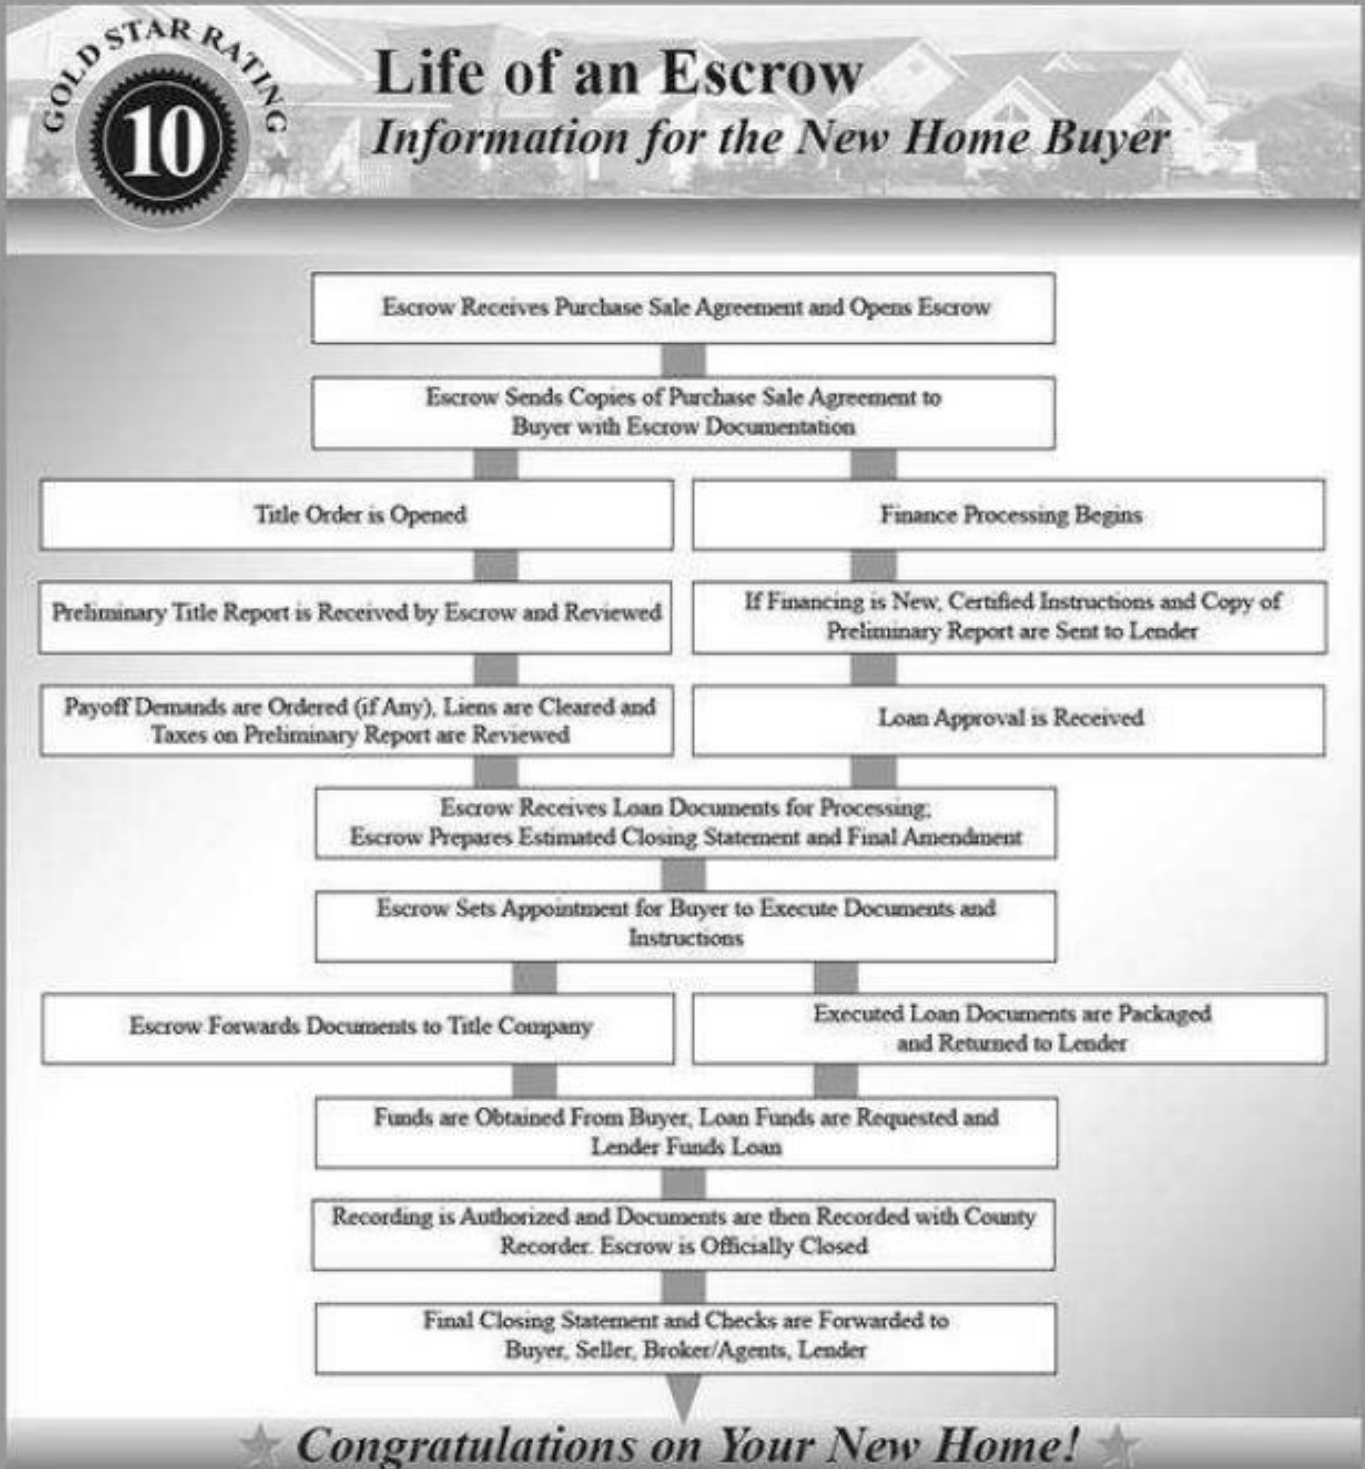 GOLD STAR RATING
10
Life of an Escrow
Information for the New Home Buyer
Escrow Receives Purchase Sale Agreement and Opens Escrow
Escrow Sends Copies of Purchase Sale Agreement to
Buyer with Escrow Documentation
Title Order is Opened
Finance Processing Begins
Preliminary Title Report is Received by Escrow and Reviewed
If Financing is New, Certified Instructions and Copy of
Preliminary Report are Sent to Lender
Payoff Demands are Ordered (if Any), Liens are Cleared and
Taxes on Preliminary Report are Reviewed
Loan Approval is Received
Escrow Receives Loan Documents for Processing;
Escrow Prepares Estimated Closing Statement and Final Amendment
Escrow Sets Appointment for Buyer to Execute Documents and
Instructions
Escrow Forwards Documents to Title Company
Executed Loan Documents are Packaged
and Returned to Lender
Funds are Obtained From Buyer, Loan Funds are Requested and
Lender Funds Loan
Recording is Authorized and Documents are then Recorded with County
Recorder. Escrow is Officially Closed
Final Closing Statement and Checks are Forwarded to
Buyer, Seller, Broker/Agents, Lender
Congratulations on Your New Home!